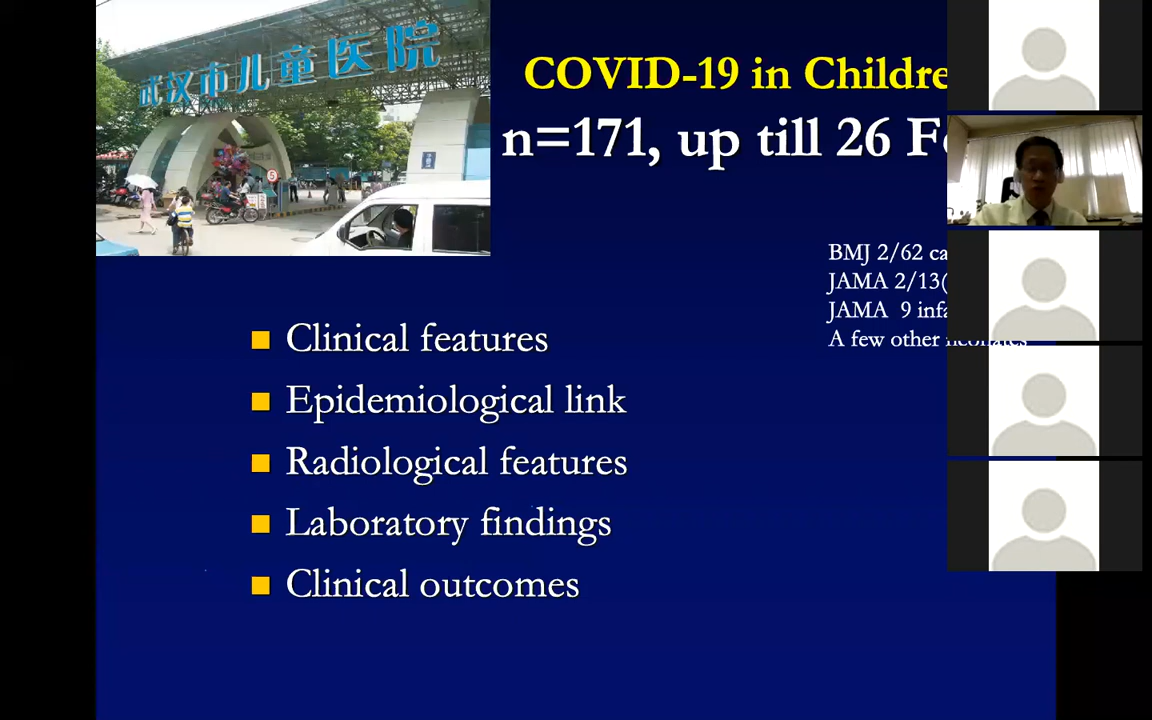 武汉市儿童医院
5
COVID-19 in Childre
n=171, up till 26 F
BMJ 2/62 ca
JAMA 2/13(
JAMA 9 infa
A few other neonates
Clinical features
Epidemiological link
Radiological features
Laboratory findings
Clinical outcomes